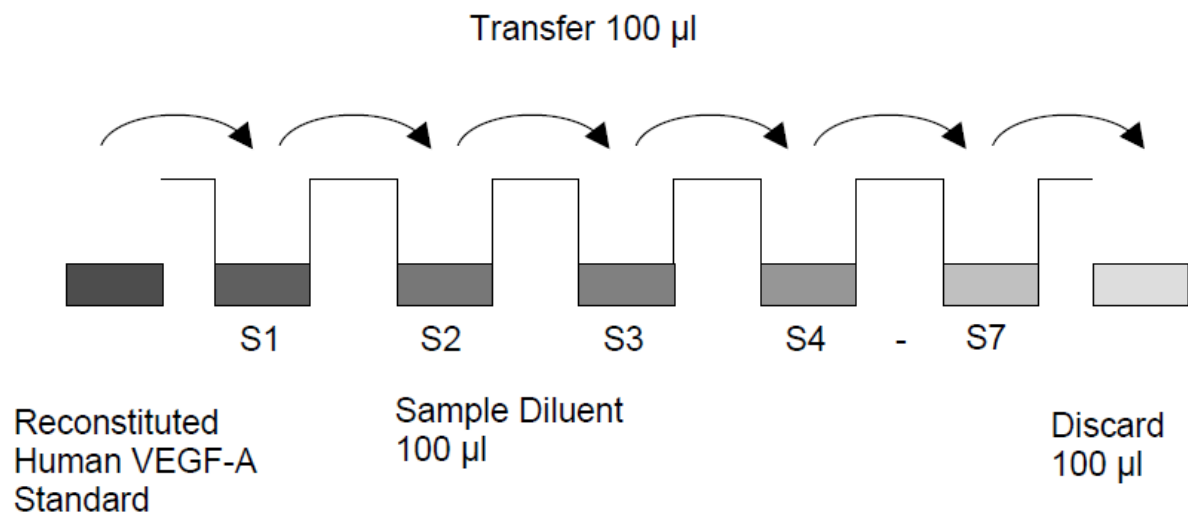 Transfer 100 µl
S1 S2 S3 S4 - S7
Reconstituted
Human VEGF-A
Standard
Sample Diluent
100 µl
Discard
100 µl